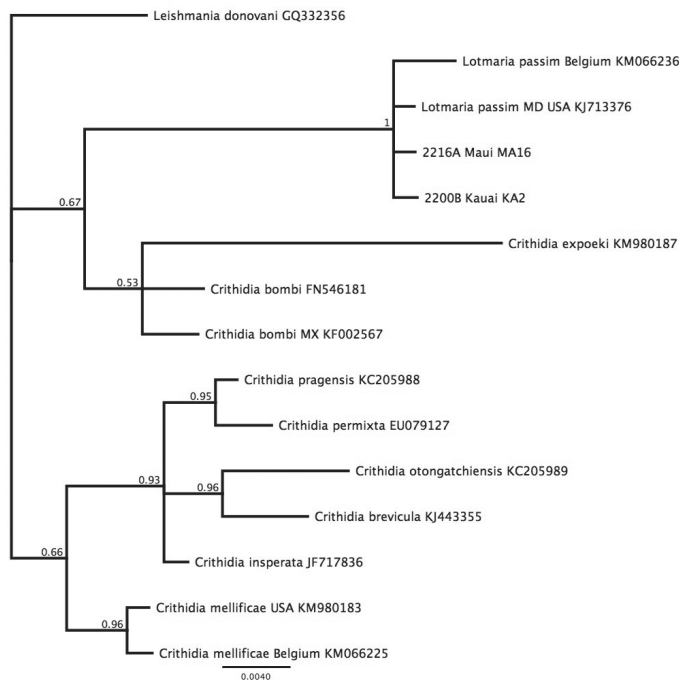 Leishmania donovani GQ332356
Lotmaria passim Belgium KM066236
Lotmaria passim MD USA KJ713376
1
2216A Maui MA16
2200B Kauai KA2
0.67
Crithidia expoeki KM980187
0.53
Crithidia bombi FN546181
Crithidia bombi MX KF002567
Crithidia pragensis KC205988
0.95
Crithidia permixta EU079127
Crithidia otongatchiensis KC205989
0.93
0.96
Crithidia brevicula KJ443355
Crithidia insperata JF717836
0.66
Crithidia mellificae USA KM980183
0.96
Crithidia mellificae Belgium KM066225
0.0040